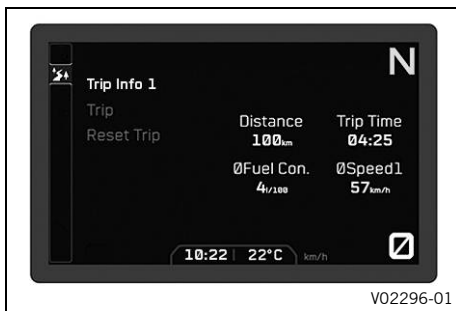 N
Trip Info 1
Trip
Reset Trip
Distance
100km
Trip Time
04:25
ØFuel Con.
4l/100
ØSpeed1
57km/h
10:22 | 22°C km/h
0
V02296-01